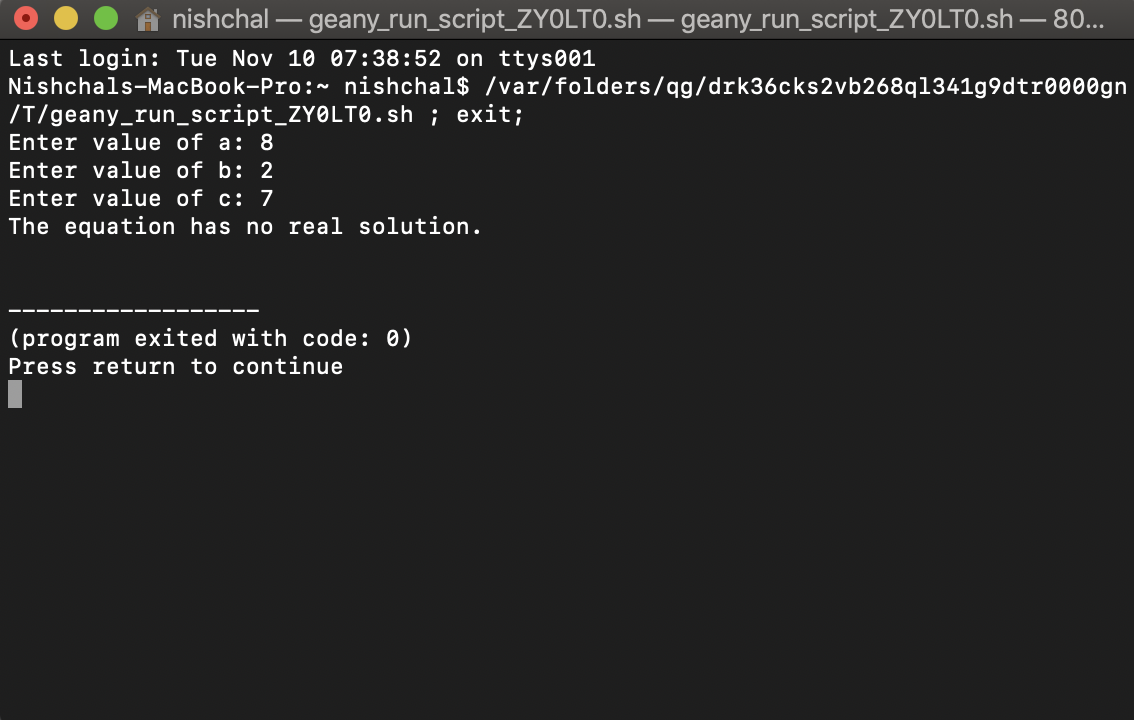 nishchal — geany_run_script_ZY0LT0.sh — geany_run_script_ZY0LT0.sh — 80...
Last login: Tue Nov 10 07:38:52 on ttys001
Nishchals-MacBook-Pro:~ nishchal$ /var/folders/qg/drk36cks2vb268ql341g9dtr0000gn
/T/geany_run_script_ZY0LT0.sh ; exit;
Enter value of a: 8
Enter value of b: 2
Enter value of c: 7
The equation has no real solution.
------------------
(program exited with code: 0)
Press return to continue